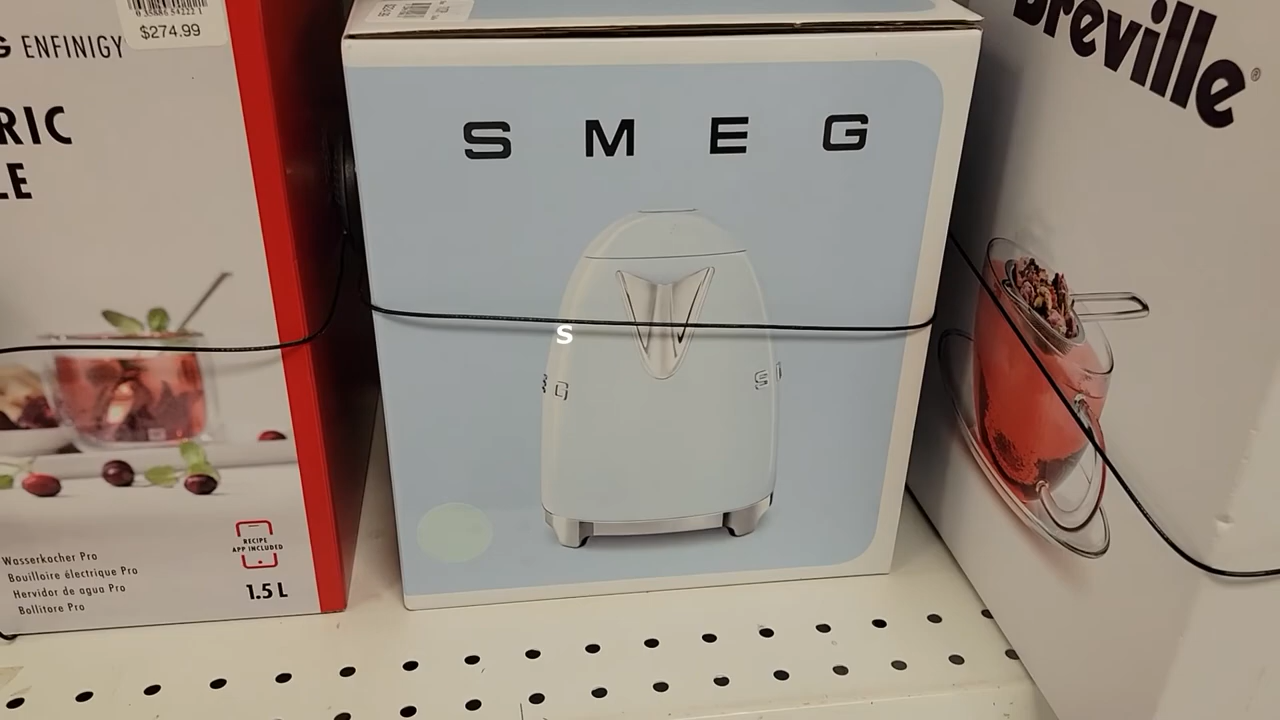 $274.99
G ENFINIGY
RIC
LE
RECIPE
APP INCLUDED
Wasserkocher Pro
Bouilloire électrique Pro
Hervidor de agua Pro
Bollitore Pro
1.5 L
SMEG
S
Breville®